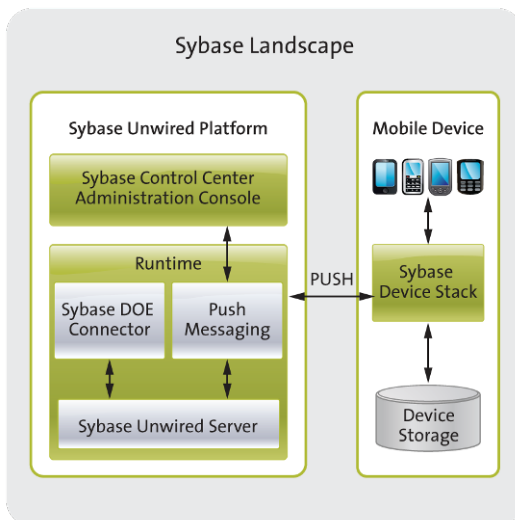 Sybase Landscape
Sybase Unwired Platform
Sybase Control Center
Administration Console
Runtime
Sybase DOE
Connector
Push
Messaging
Sybase Unwired Server
PUSH
Mobile Device
Sybase
Device Stack
Device
Storage